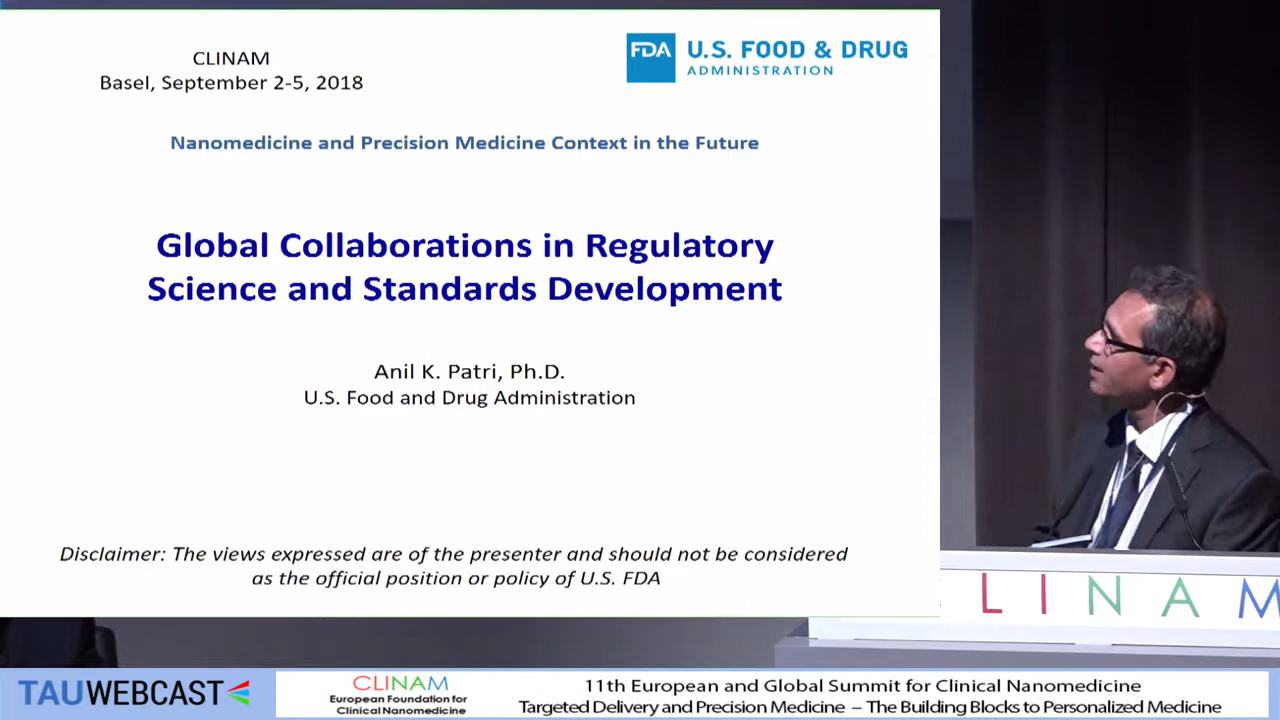 CLINAM
Basel, September 2-5, 2018
FDA U.S. FOOD & DRUG
ADMINISTRATION
Nanomedicine and Precision Medicine Context in the Future
Global Collaborations in Regulatory
Science and Standards Development
Anil K. Patri, Ph.D.
U.S. Food and Drug Administration
Disclaimer: The views expressed are of the presenter and should not be considered
as the official position or policy of U.S. FDA
CLINAM
TAUWEBCAST
CLINAM
European Foundation for
Clinical Nanomedicine
11th European and Global Summit for Clinical Nanomedicine
Targeted Delivery and Precision Medicine – The Building Blocks to Personalized Medicine